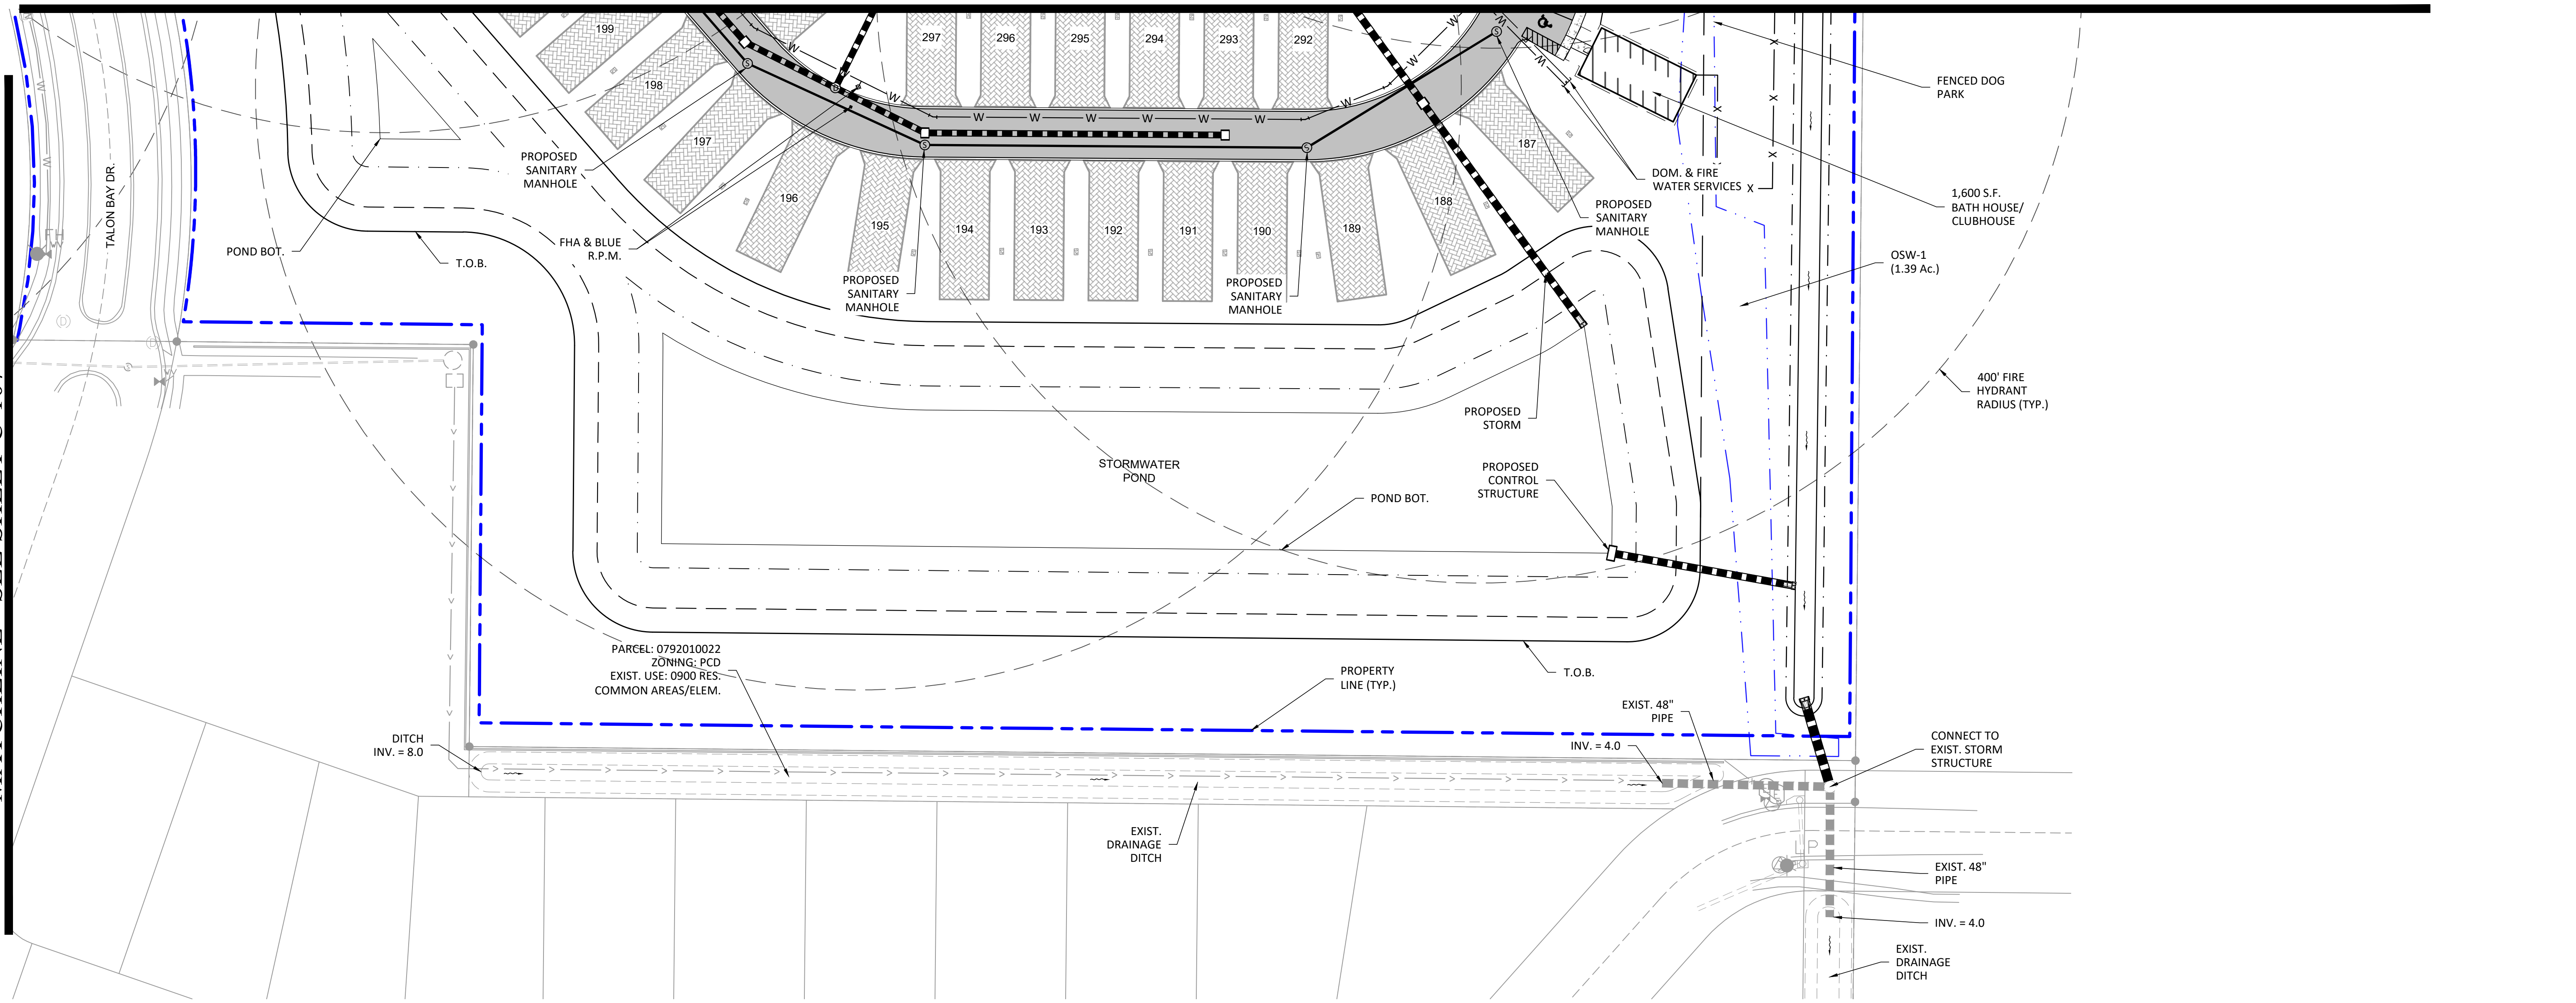 199
198
197
196
195
194
193
192
191
190
189
188
187
297
296
295
294
293
292
W
W
W
W
W
W
W
W
W
W
W
W
W
W
X
X
X
X
FENCED DOG
PARK
1,600 S.F.
BATH HOUSE/
CLUBHOUSE
DOM. & FIRE
WATER SERVICES
PROPOSED
SANITARY
MANHOLE
OSW-1
(1.39 Ac.)
400' FIRE
HYDRANT
RADIUS (TYP.)
PROPOSED
SANITARY
MANHOLE
TALON BAY DR.
FH
POND BOT.
T.O.B.
FHA & BLUE
R.P.M.
PROPOSED
SANITARY
MANHOLE
PROPOSED
SANITARY
MANHOLE
PROPOSED
STORM
STORMWATER
POND
PROPOSED
CONTROL
STRUCTURE
POND BOT.
PARCEL: 0792010022
ZONING: PCD
EXIST. USE: 0900 RES.
COMMON AREAS/ELEM.
PROPERTY
LINE (TYP.)
T.O.B.
EXIST. 48"
PIPE
INV. = 4.0
DITCH
INV. = 8.0
CONNECT TO
EXIST. STORM
STRUCTURE
EXIST.
DRAINAGE
DITCH
LP
EXIST. 48"
PIPE
INV. = 4.0
EXIST.
DRAINAGE
DITCH